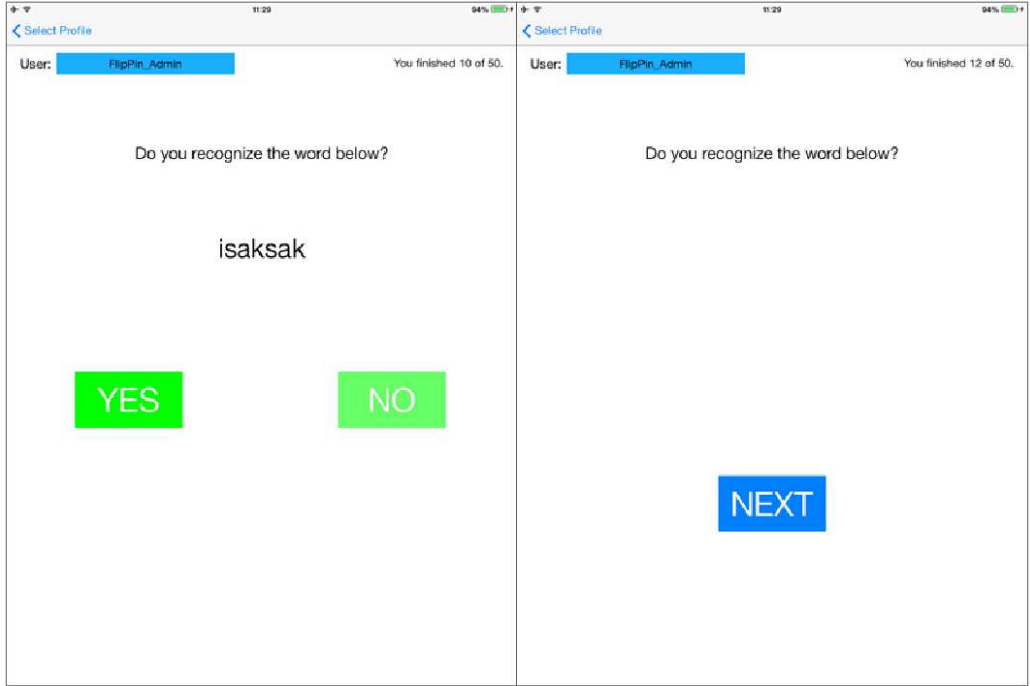 11:29
94%
Select Profile
User: FlipPin_Admin You finished 10 of 50.
Do you recognize the word below?
isaksak
YES NO
11:29
94%
Select Profile
User: FlipPin_Admin You finished 12 of 50.
Do you recognize the word below?
NEXT